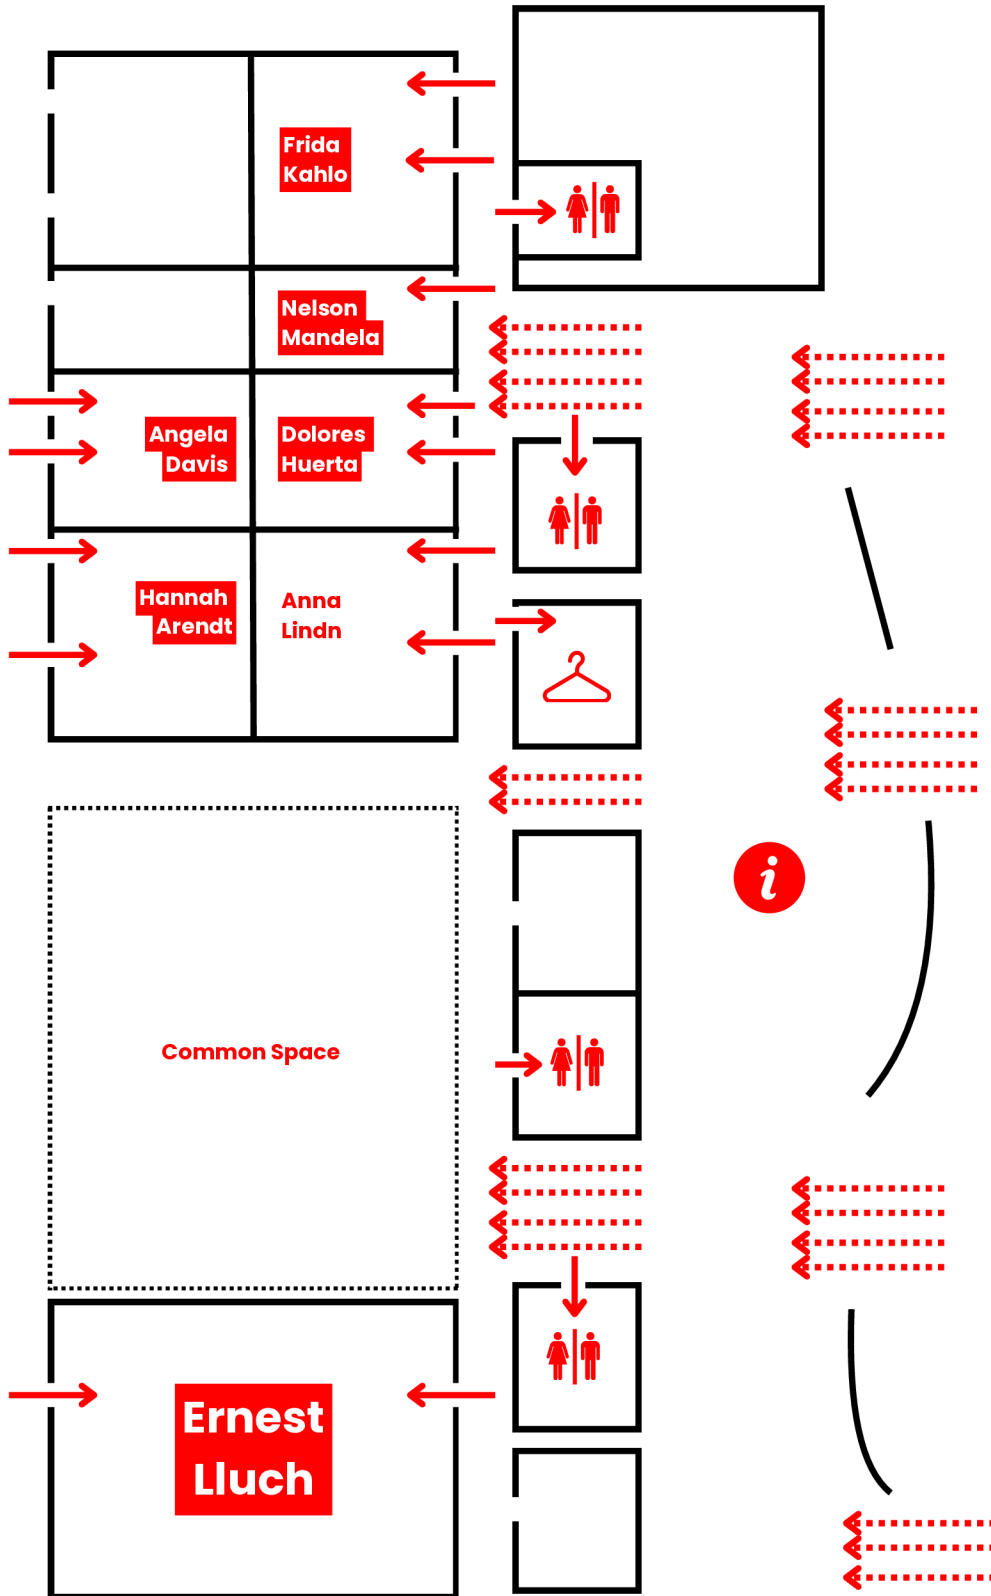 Frida
Kahlo
Nelson
Mandela
Angela
Davis
Dolores
Huerta
Hannah
Arendt
Anna
Lindn
i
Common Space
Ernest
Lluch